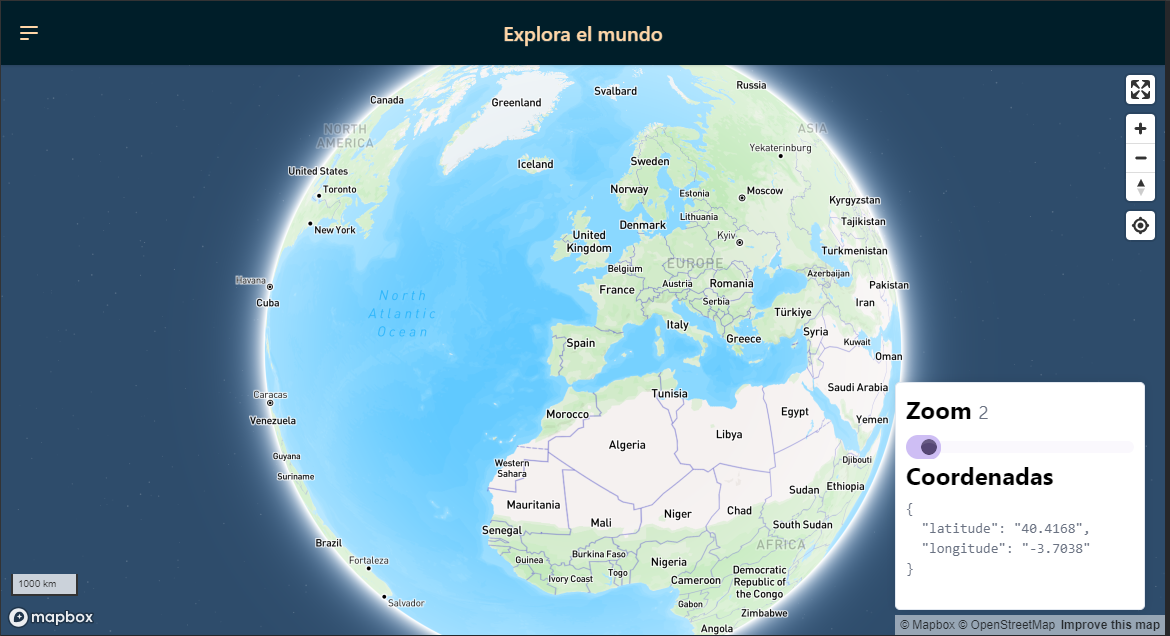 Explora el mundo
Canada
Greenland
Svalbard
Russia
NORTH
AMERICA
ASIA
United States
Toronto
New York
Iceland
Sweden
Yekaterinburg
Norway
Estonia
Moscow
Lithuania
Denmark
Kyiv
United
Kingdom
Kyrgyzstan
Tajikistan
Turkmenistan
Belgium
EUROPE
Azerbaijan
Pakistan
Havana
Cuba
France
Austria
Romania
Serbia
Iran
North
Atlantic
Ocean
Türkiye
Italy
Greece
Syria
Kuwait
Oman
Spain
Tunisia
Saudi Arabia
Caracas
Venezuela
Morocco
Egypt
Yemen
Algeria
Libya
Guyana
Suriname
Western
Sahara
Djibouti
Mauritania
Mali
Niger
Chad
Sudan
Ethiopia
Senegal
South Sudan
AFRICA
Brazil
Fortaleza
Guinea
Burkina Faso
Ivory Coast
Togo
Nigeria
Cameroon
Democratic
Republic of
the Congo
Gabon
Zimbabwe
Angola
Salvador
Zoom 2
Coordenadas
{
"latitude": "40.4168",
"longitude": "-3.7038"
}
1000 km
mapbox
© Mapbox © OpenStreetMap Improve this map